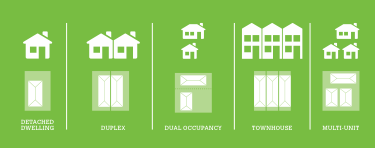 DETACHED
DWELLING
DUPLEX
DUAL OCCUPANCY
TOWNHOUSE
MULTI-UNIT